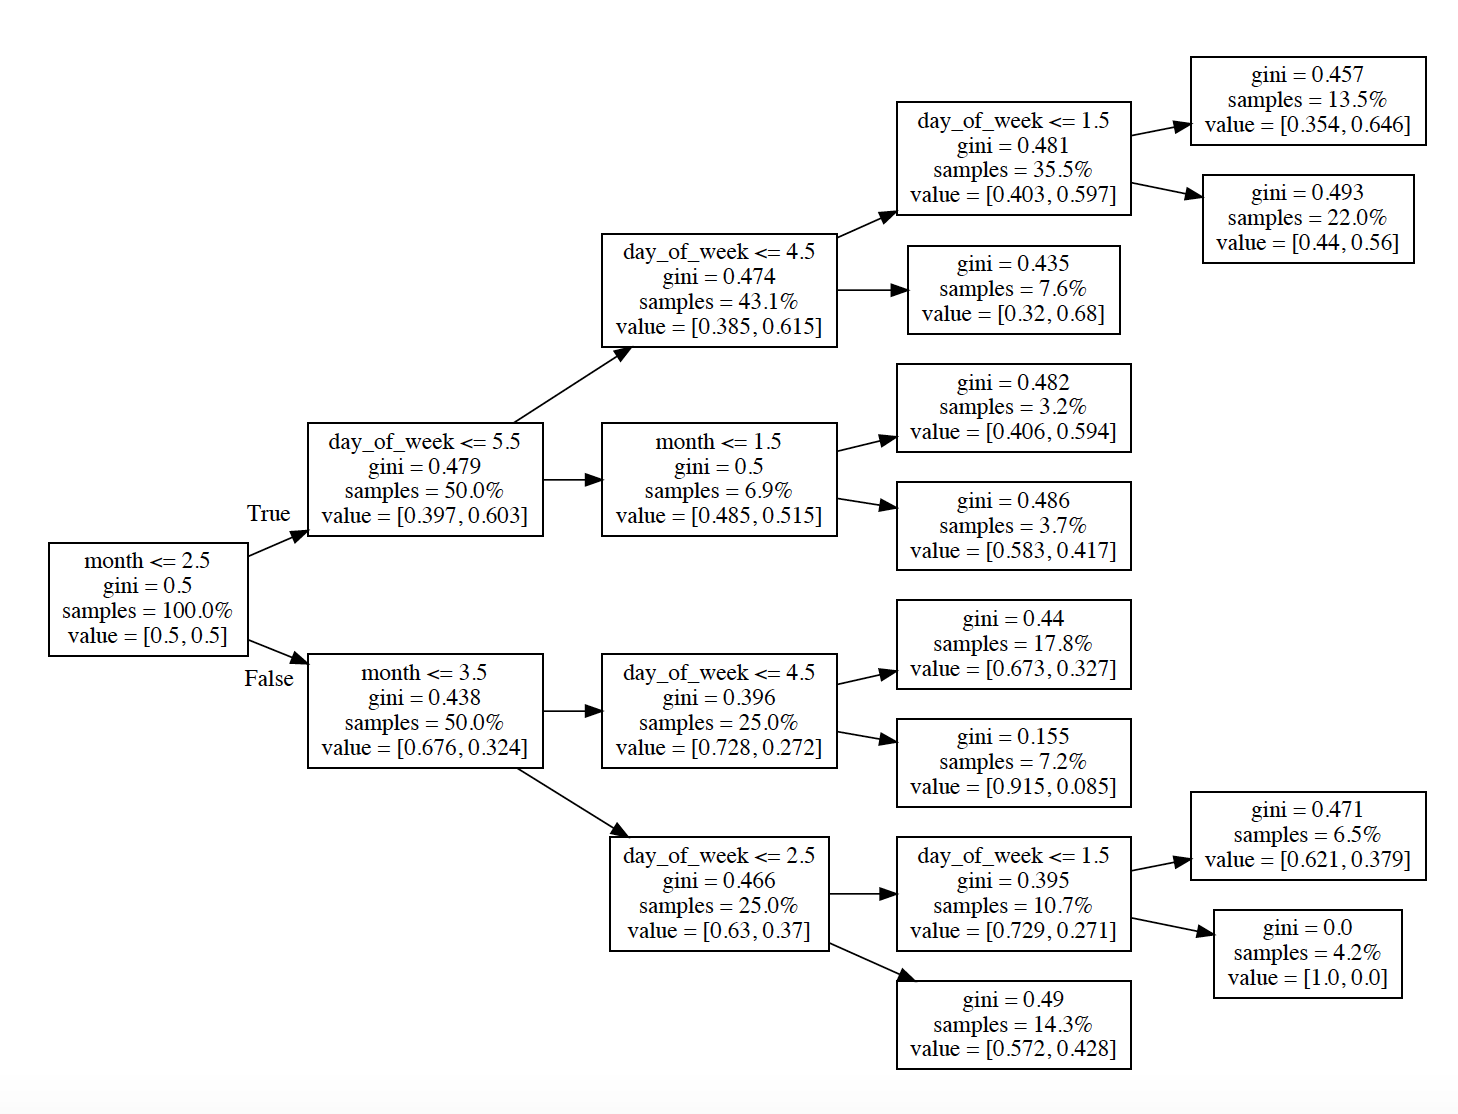 month <= 2.5
gini = 0.5
samples = 100.0%
value = [0.5, 0.5]
True
False
day_of_week <= 5.5
gini = 0.479
samples = 50.0%
value = [0.397, 0.603]
month <= 3.5
gini = 0.438
samples = 50.0%
value = [0.676, 0.324]
day_of_week <= 4.5
gini = 0.474
samples = 43.1%
value = [0.385, 0.615]
month <= 1.5
gini = 0.5
samples = 6.9%
value = [0.485, 0.515]
day_of_week <= 4.5
gini = 0.396
samples = 25.0%
value = [0.728, 0.272]
day_of_week <= 2.5
gini = 0.466
samples = 25.0%
value = [0.63, 0.37]
day_of_week <= 1.5
gini = 0.481
samples = 35.5%
value = [0.403, 0.597]
gini = 0.435
samples = 7.6%
value = [0.32, 0.68]
gini = 0.482
samples = 3.2%
value = [0.406, 0.594]
gini = 0.486
samples = 3.7%
value = [0.583, 0.417]
gini = 0.44
samples = 17.8%
value = [0.673, 0.327]
gini = 0.155
samples = 7.2%
value = [0.915, 0.085]
day_of_week <= 1.5
gini = 0.395
samples = 10.7%
value = [0.729, 0.271]
gini = 0.49
samples = 14.3%
value = [0.572, 0.428]
gini = 0.457
samples = 13.5%
value = [0.354, 0.646]
gini = 0.493
samples = 22.0%
value = [0.44, 0.56]
gini = 0.471
samples = 6.5%
value = [0.621, 0.379]
gini = 0.0
samples = 4.2%
value = [1.0, 0.0]